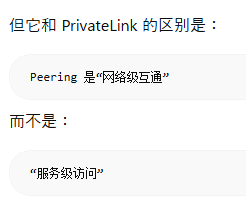 但它和 PrivateLink 的区别是：
Peering 是“网络级互通”
而不是：
“服务级访问”